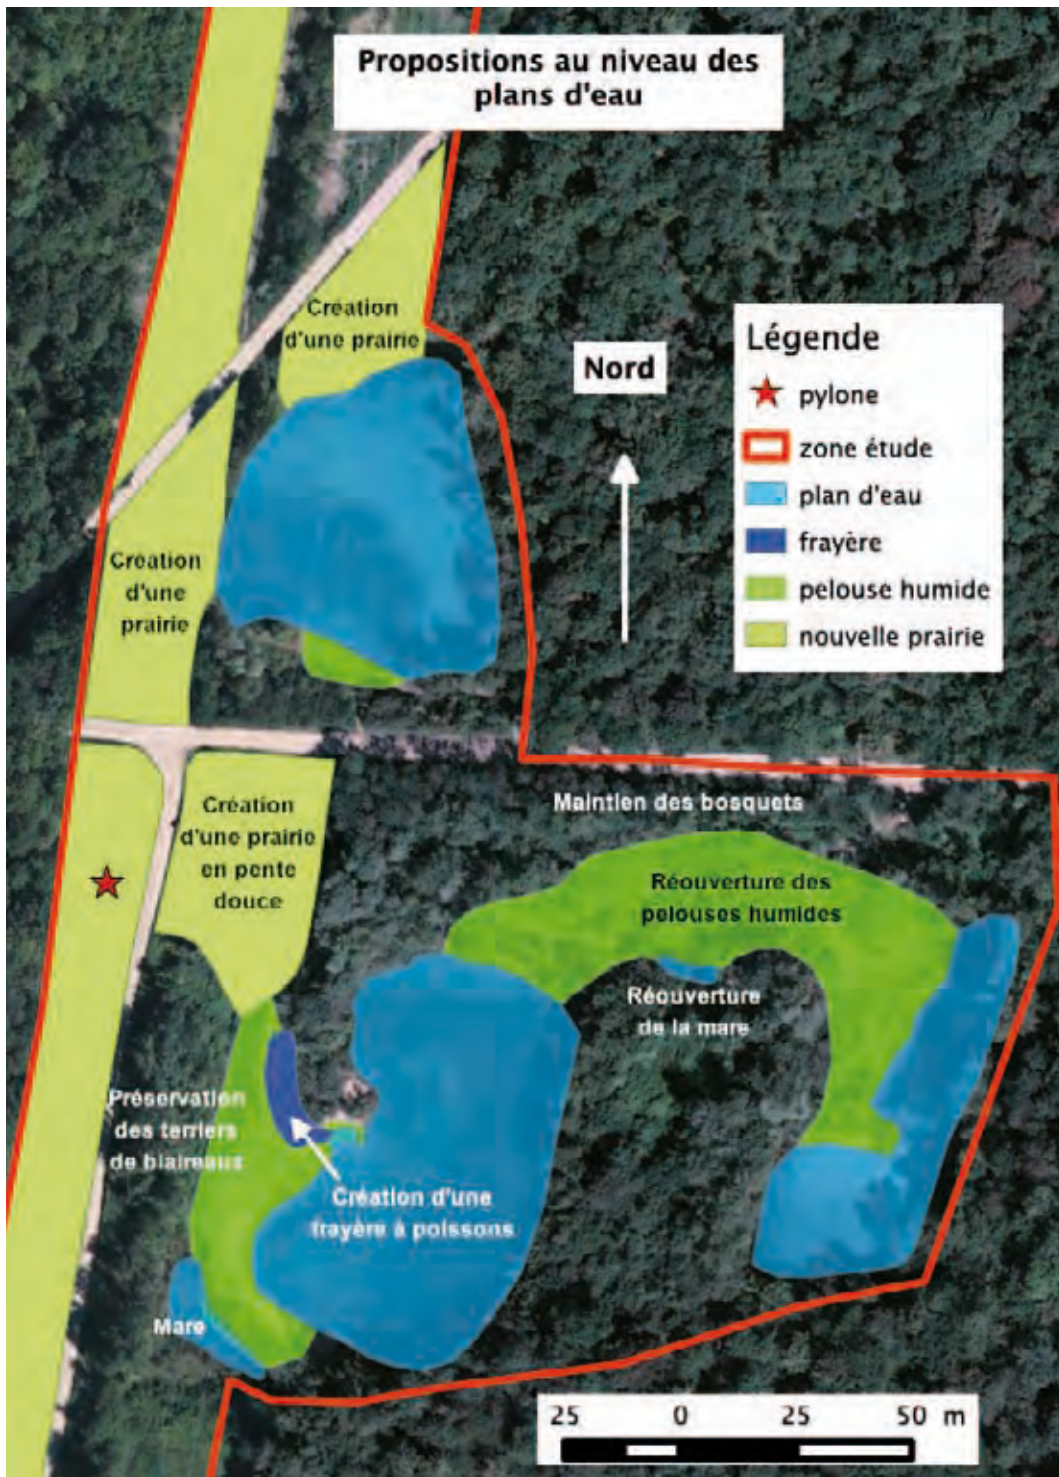 Propositions au niveau des
plans d'eau
Création
d'une prairie
Nord
Légende
pylone
zone étude
plan d'eau
frayère
pelouse humide
nouvelle prairie
Création
d'une
prairie
Maintien des bosquets
Création
d'une prairie
en pente
douce
Réouverture des
pelouses humides
Réouverture
de la mare
Préservation
des terriers
de blaireaux
Création d'une
frayère à poissons
Mare
25 0 25 50 m